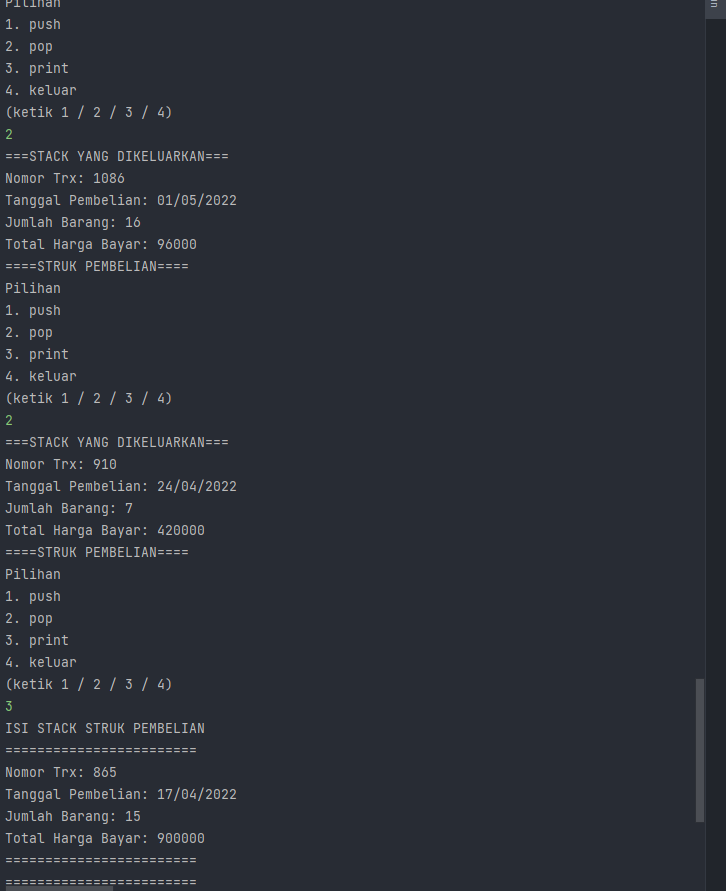 Pilihan
1. push
2. pop
3. print
4. keluar
(ketik 1 / 2 / 3 / 4)
2
===STACK YANG DIKELUARKAN===
Nomor Trx: 1086
Tanggal Pembelian: 01/05/2022
Jumlah Barang: 16
Total Harga Bayar: 96000
====STRUK PEMBELIAN====
Pilihan
1. push
2. pop
3. print
4. keluar
(ketik 1 / 2 / 3 / 4)
2
===STACK YANG DIKELUARKAN===
Nomor Trx: 910
Tanggal Pembelian: 24/04/2022
Jumlah Barang: 7
Total Harga Bayar: 420000
====STRUK PEMBELIAN====
Pilihan
1. push
2. pop
3. print
4. keluar
(ketik 1 / 2 / 3 / 4)
3
ISI STACK STRUK PEMBELIAN
========================
Nomor Trx: 865
Tanggal Pembelian: 17/04/2022
Jumlah Barang: 15
Total Harga Bayar: 900000
========================
========================